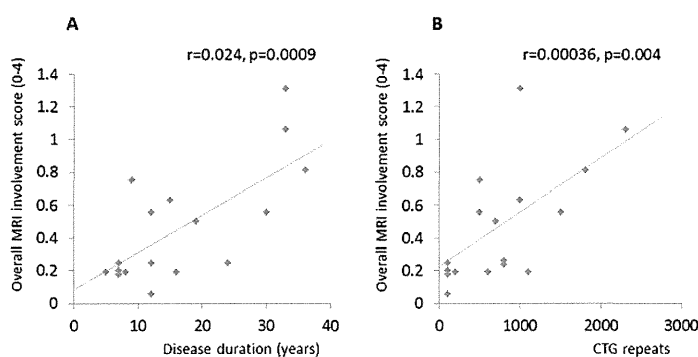 A
r=0.024, p=0.0009
Overall MRI involvement score (0-4)
1.4
1.2
1
0.8
0.6
0.4
0.2
0
0 10 20 30 40
Disease duration (years)
B
r=0.00036, p=0.004
Overall MRI involvement score (0-4)
1.4
1.2
1
0.8
0.6
0.4
0.2
0
0 1000 2000 3000
CTG repeats